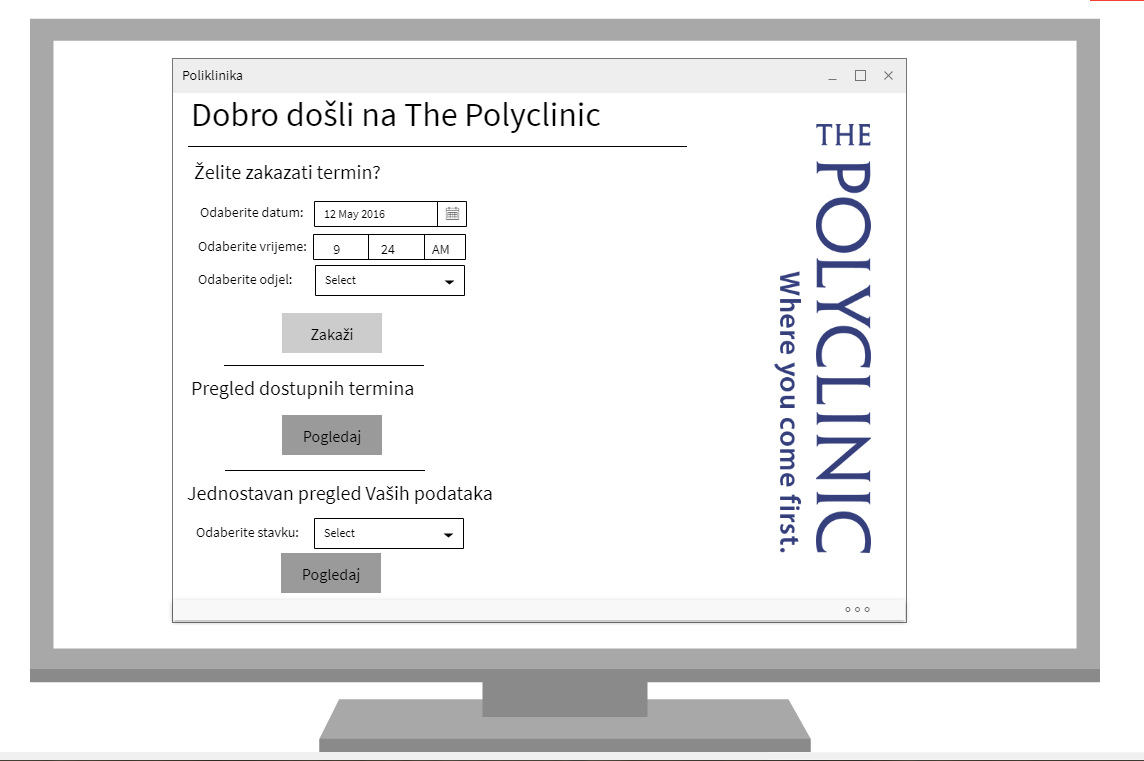 Poliklinika
Dobro došli na The Polyclinic
Želite zakazati termin?
Odaberite datum: 12 May 2016
Odaberite vrijeme: 9 24 AM
Odaberite odjel: Select
Zakaži
Pregled dostupnih termina
Pogledaj
Jednostavan pregled Vaših podataka
Odaberite stavku: Select
Pogledaj
THE POLYCLINIC
Where you come first.